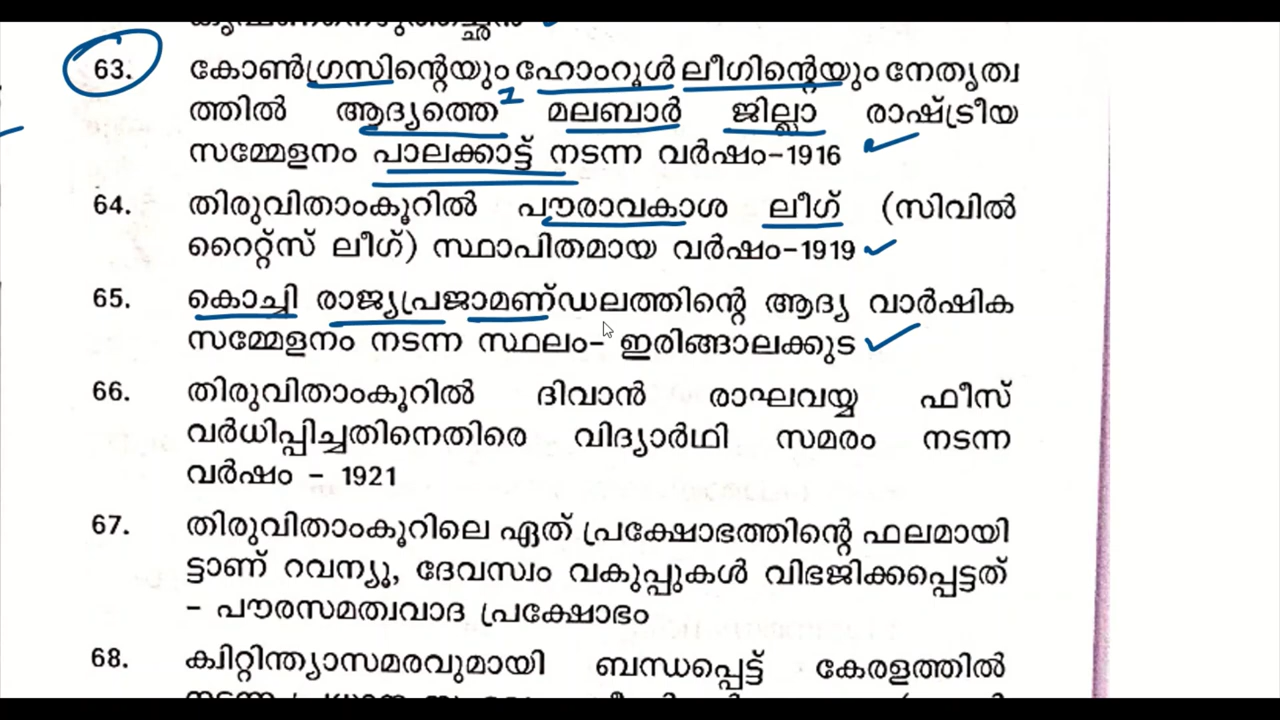 63. കോൺഗ്രസിന്റെയും ഹോംറൂൾ ലീഗിന്റെയും നേതൃത്വ
ത്തിൽ ആദ്യത്തെ 1 മലബാർ ജില്ലാ രാഷ്ട്രീയ
സമ്മേളനം പാലക്കാട്ട് നടന്ന വർഷം-1916
64. തിരുവിതാംകൂറിൽ പൗരാവകാശ ലീഗ് (സിവിൽ
റൈറ്റ്സ് ലീഗ്) സ്ഥാപിതമായ വർഷം-1919
65. കൊച്ചി രാജ്യപ്രജാമണ്ഡലത്തിന്റെ ആദ്യ വാർഷിക
സമ്മേളനം നടന്ന സ്ഥലം- ഇരിങ്ങാലക്കുട
66. തിരുവിതാംകൂറിൽ ദിവാൻ രാഘവയ്യ ഫീസ്
വർധിപ്പിച്ചതിനെതിരെ വിദ്യാർഥി സമരം നടന്ന
വർഷം - 1921
67. തിരുവിതാംകൂറിലെ ഏത് പ്രക്ഷോഭത്തിന്റെ ഫലമായി
ട്ടാണ് റവന്യൂ, ദേവസ്വം വകുപ്പുകൾ വിഭജിക്കപ്പെട്ടത്
- പൗരസമത്വവാദ പ്രക്ഷോഭം
68. ക്വിറ്റിന്ത്യാസമരവുമായി ബന്ധപ്പെട്ട് കേരളത്തിൽ